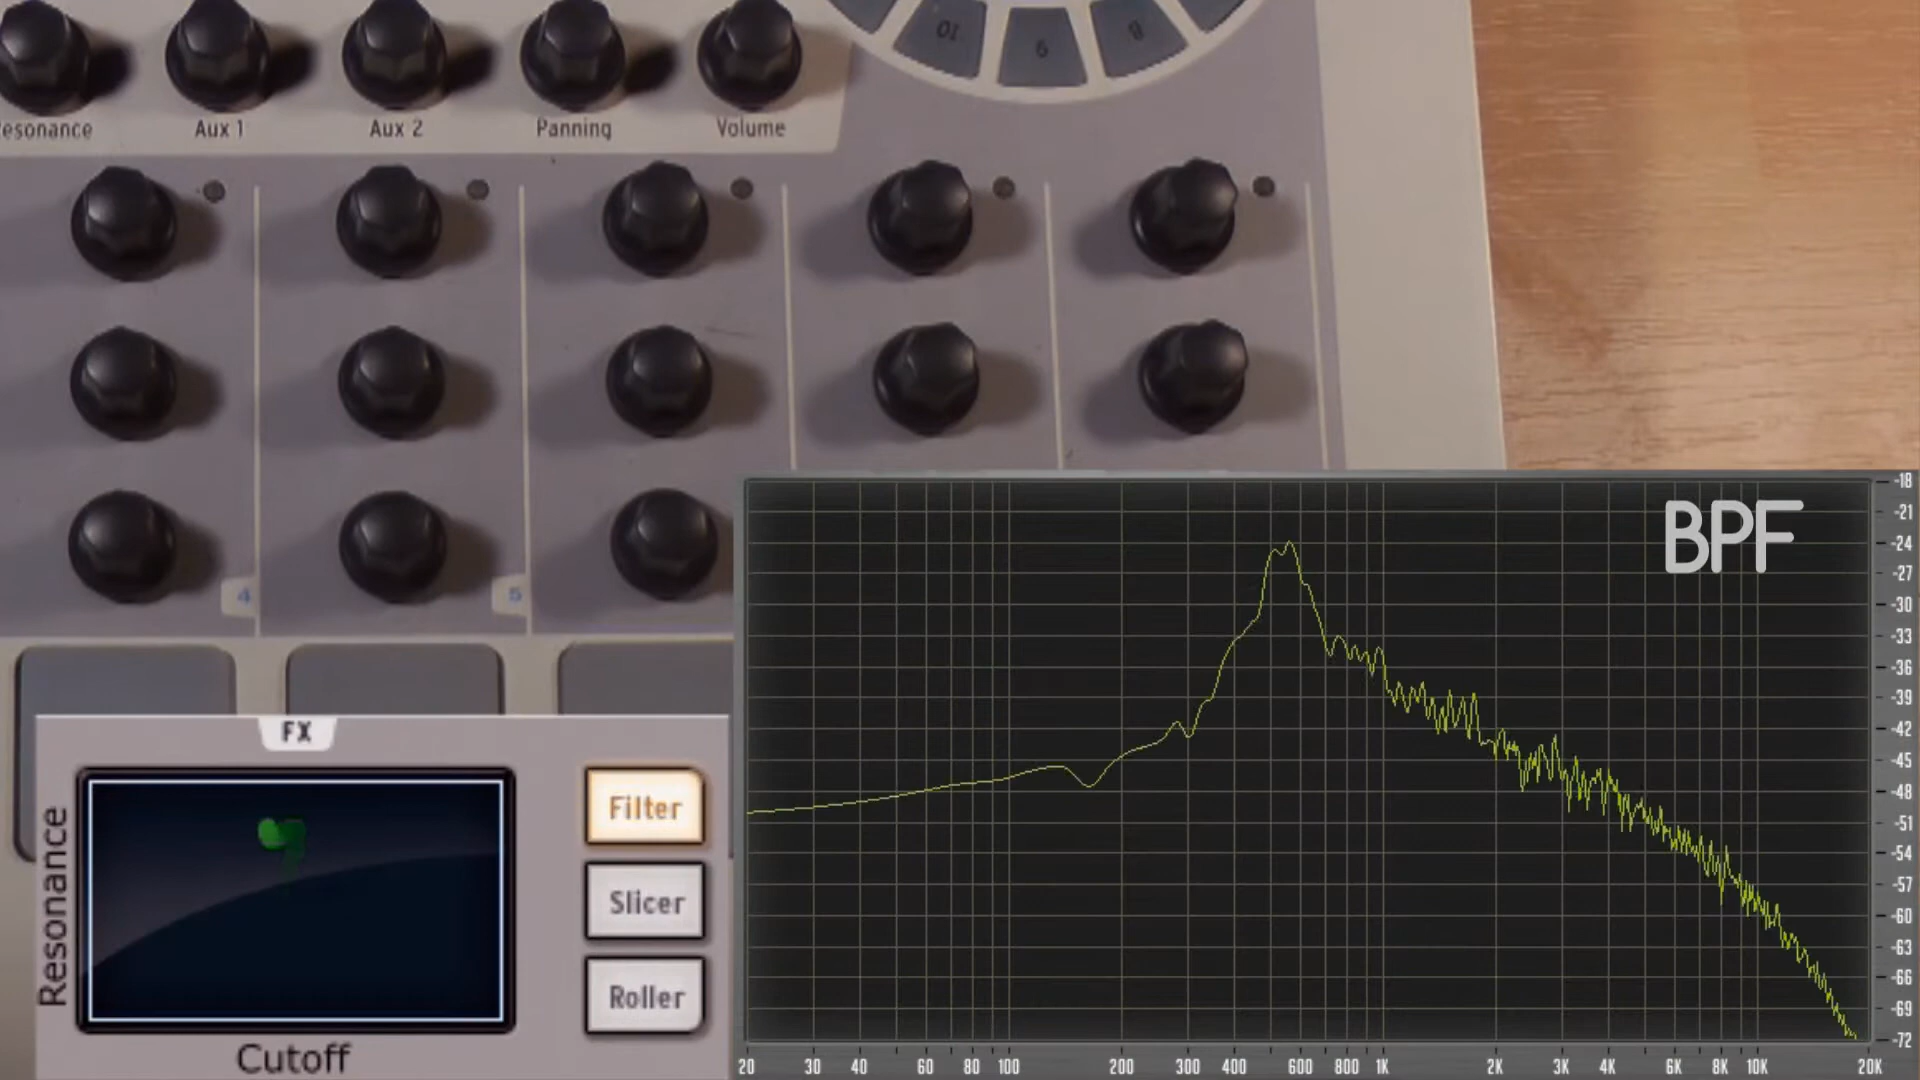 10 9 8
esonance Aux 1 Aux 2 Panning Volume
4 5
BPF
-18
-21
-24
-27
-30
-33
-36
-39
-42
-45
-48
-51
-54
-57
-60
-63
-66
-69
-72
FX
Resonance
Filter
Slicer
Roller
Cutoff
20 30 40 60 80 100 200 300 400 600 800 1K 2K 3K 4K 6K 8K 10K 20K